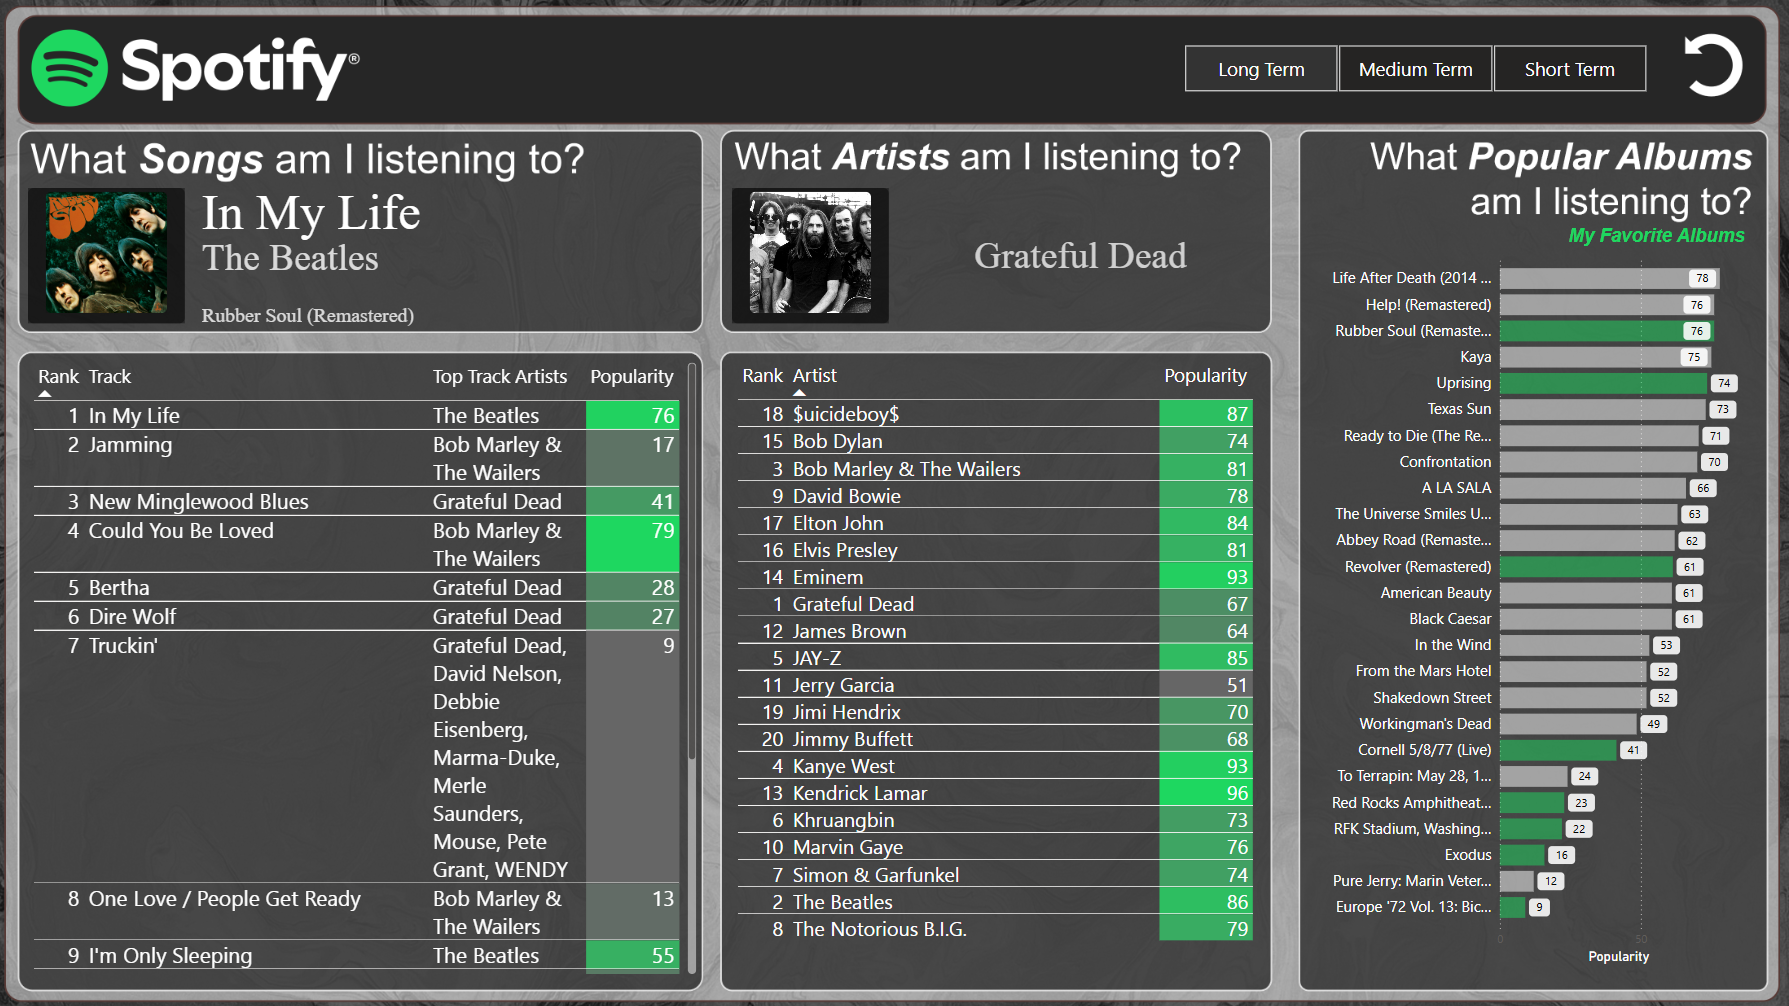 Spotify®
Long Term
Medium Term
Short Term
What Songs am I listening to?
In My Life
The Beatles
Rubber Soul (Remastered)
Rank Track Top Track Artists Popularity
1 In My Life The Beatles 76
2 Jamming Bob Marley & 17
The Wailers
3 New Minglewood Blues Grateful Dead 41
4 Could You Be Loved Bob Marley & 79
The Wailers
5 Bertha Grateful Dead 28
6 Dire Wolf Grateful Dead 27
7 Truckin' Grateful Dead, 9
David Nelson,
Debbie
Eisenberg,
Marma-Duke,
Merle
Saunders,
Mouse, Pete
Grant, WENDY
8 One Love / People Get Ready Bob Marley & 13
The Wailers
9 I'm Only Sleeping The Beatles 55
What Artists am I listening to?
Grateful Dead
Rank Artist Popularity
18 $uicideboy$ 87
15 Bob Dylan 74
3 Bob Marley & The Wailers 81
9 David Bowie 78
17 Elton John 84
16 Elvis Presley 81
14 Eminem 93
1 Grateful Dead 67
12 James Brown 64
5 JAY-Z 85
11 Jerry Garcia 51
19 Jimi Hendrix 70
20 Jimmy Buffett 68
4 Kanye West 93
13 Kendrick Lamar 96
6 Khruangbin 73
10 Marvin Gaye 76
7 Simon & Garfunkel 74
2 The Beatles 86
8 The Notorious B.I.G. 79
What Popular Albums
am I listening to?
My Favorite Albums
Life After Death (2014 ... 78
Help! (Remastered) 76
Rubber Soul (Remaste... 76
Kaya 75
Uprising 74
Texas Sun 73
Ready to Die (The Re... 71
Confrontation 70
A LA SALA 66
The Universe Smiles U... 63
Abbey Road (Remaste... 62
Revolver (Remastered) 61
American Beauty 61
Black Caesar 61
In the Wind 53
From the Mars Hotel 52
Shakedown Street 52
Workingman's Dead 49
Cornell 5/8/77 (Live) 41
To Terrapin: May 28, 1... 24
Red Rocks Amphitheat... 23
RFK Stadium, Washing... 22
Exodus 16
Pure Jerry: Marin Veter... 12
Europe '72 Vol. 13: Bic... 9
0 50
Popularity